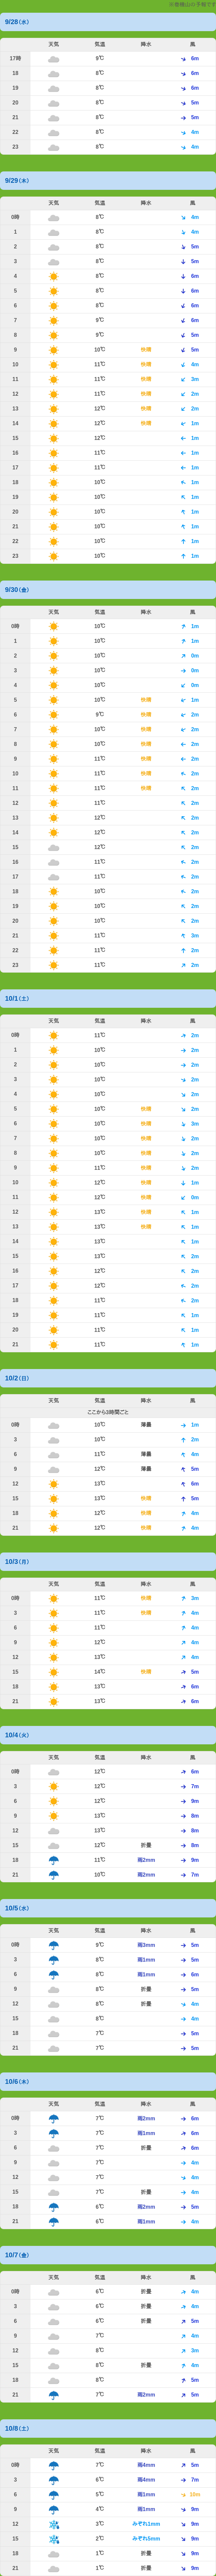 ※板橋山の予報です
9/28(水)
天気 気温 降水 風
17時 9℃ 6m
18 8℃ 6m
19 8℃ 6m
20 8℃ 5m
21 8℃ 5m
22 8℃ 4m
23 8℃ 4m
9/29(木)
天気 気温 降水 風
0時 8℃ 4m
1 8℃ 4m
2 8℃ 5m
3 8℃ 5m
4 8℃ 6m
5 8℃ 6m
6 8℃ 6m
7 9℃ 6m
8 9℃ 5m
9 10℃ 快晴 5m
10 11℃ 快晴 4m
11 11℃ 快晴 3m
12 11℃ 快晴 2m
13 12℃ 快晴 2m
14 12℃ 快晴 1m
15 12℃ 1m
16 11℃ 1m
17 11℃ 1m
18 10℃ 1m
19 10℃ 1m
20 10℃ 1m
21 10℃ 1m
22 10℃ 1m
23 10℃ 1m
9/30(金)
天気 気温 降水 風
0時 10℃ 1m
1 10℃ 1m
2 10℃ 0m
3 10℃ 0m
4 10℃ 0m
5 10℃ 快晴 1m
6 9℃ 快晴 2m
7 10℃ 快晴 2m
8 10℃ 快晴 2m
9 11℃ 快晴 2m
10 11℃ 快晴 2m
11 11℃ 快晴 2m
12 11℃ 2m
13 12℃ 2m
14 12℃ 2m
15 12℃ 2m
16 11℃ 2m
17 11℃ 2m
18 10℃ 2m
19 10℃ 2m
20 10℃ 2m
21 11℃ 3m
22 11℃ 2m
23 11℃ 2m
10/1(土)
天気 気温 降水 風
0時 11℃ 2m
1 10℃ 2m
2 10℃ 2m
3 10℃ 2m
4 10℃ 2m
5 10℃ 快晴 2m
6 10℃ 快晴 3m
7 10℃ 快晴 2m
8 10℃ 快晴 2m
9 11℃ 快晴 2m
10 12℃ 快晴 1m
11 12℃ 快晴 0m
12 13℃ 快晴 1m
13 13℃ 快晴 1m
14 13℃ 1m
15 13℃ 2m
16 12℃ 2m
17 12℃ 2m
18 11℃ 2m
19 11℃ 1m
20 11℃ 1m
21 11℃ 1m
10/2(日)
天気 気温 降水 風
ここから3時間ごと
0時 10℃ 薄曇 1m
3 10℃ 2m
6 11℃ 薄曇 4m
9 12℃ 薄曇 5m
12 13℃ 6m
15 13℃ 快晴 5m
18 12℃ 快晴 4m
21 12℃ 快晴 4m
10/3(月)
天気 気温 降水 風
0時 11℃ 快晴 3m
3 11℃ 快晴 4m
6 11℃ 4m
9 12℃ 4m
12 13℃ 4m
15 14℃ 快晴 5m
18 13℃ 6m
21 13℃ 6m
10/4(火)
天気 気温 降水 風
0時 12℃ 6m
3 12℃ 7m
6 12℃ 9m
9 13℃ 8m
12 13℃ 8m
15 12℃ 折曇 8m
18 11℃ 雨2mm 9m
21 10℃ 雨2mm 7m
10/5(水)
天気 気温 降水 風
0時 9℃ 雨3mm 5m
3 8℃ 雨1mm 5m
6 8℃ 雨1mm 6m
9 8℃ 折曇 5m
12 8℃ 折曇 4m
15 8℃ 4m
18 7℃ 5m
21 7℃ 5m
10/6(木)
天気 気温 降水 風
0時 7℃ 雨2mm 6m
3 7℃ 雨1mm 6m
6 7℃ 折曇 6m
9 7℃ 4m
12 7℃ 4m
15 7℃ 折曇 4m
18 6℃ 雨2mm 5m
21 6℃ 雨1mm 4m
10/7(金)
天気 気温 降水 風
0時 6℃ 折曇 4m
3 6℃ 折曇 4m
6 6℃ 折曇 5m
9 7℃ 4m
12 8℃ 3m
15 8℃ 折曇 4m
18 8℃ 5m
21 7℃ 雨2mm 5m
10/8(土)
天気 気温 降水 風
0時 7℃ 雨4mm 5m
3 6℃ 雨4mm 7m
6 5℃ 雨1mm 10m
9 4℃ 雨1mm 9m
12 3℃ みぞれ1mm 9m
15 2℃ みぞれ5mm 9m
18 1℃ 折曇 9m
21 1℃ 折曇 9m